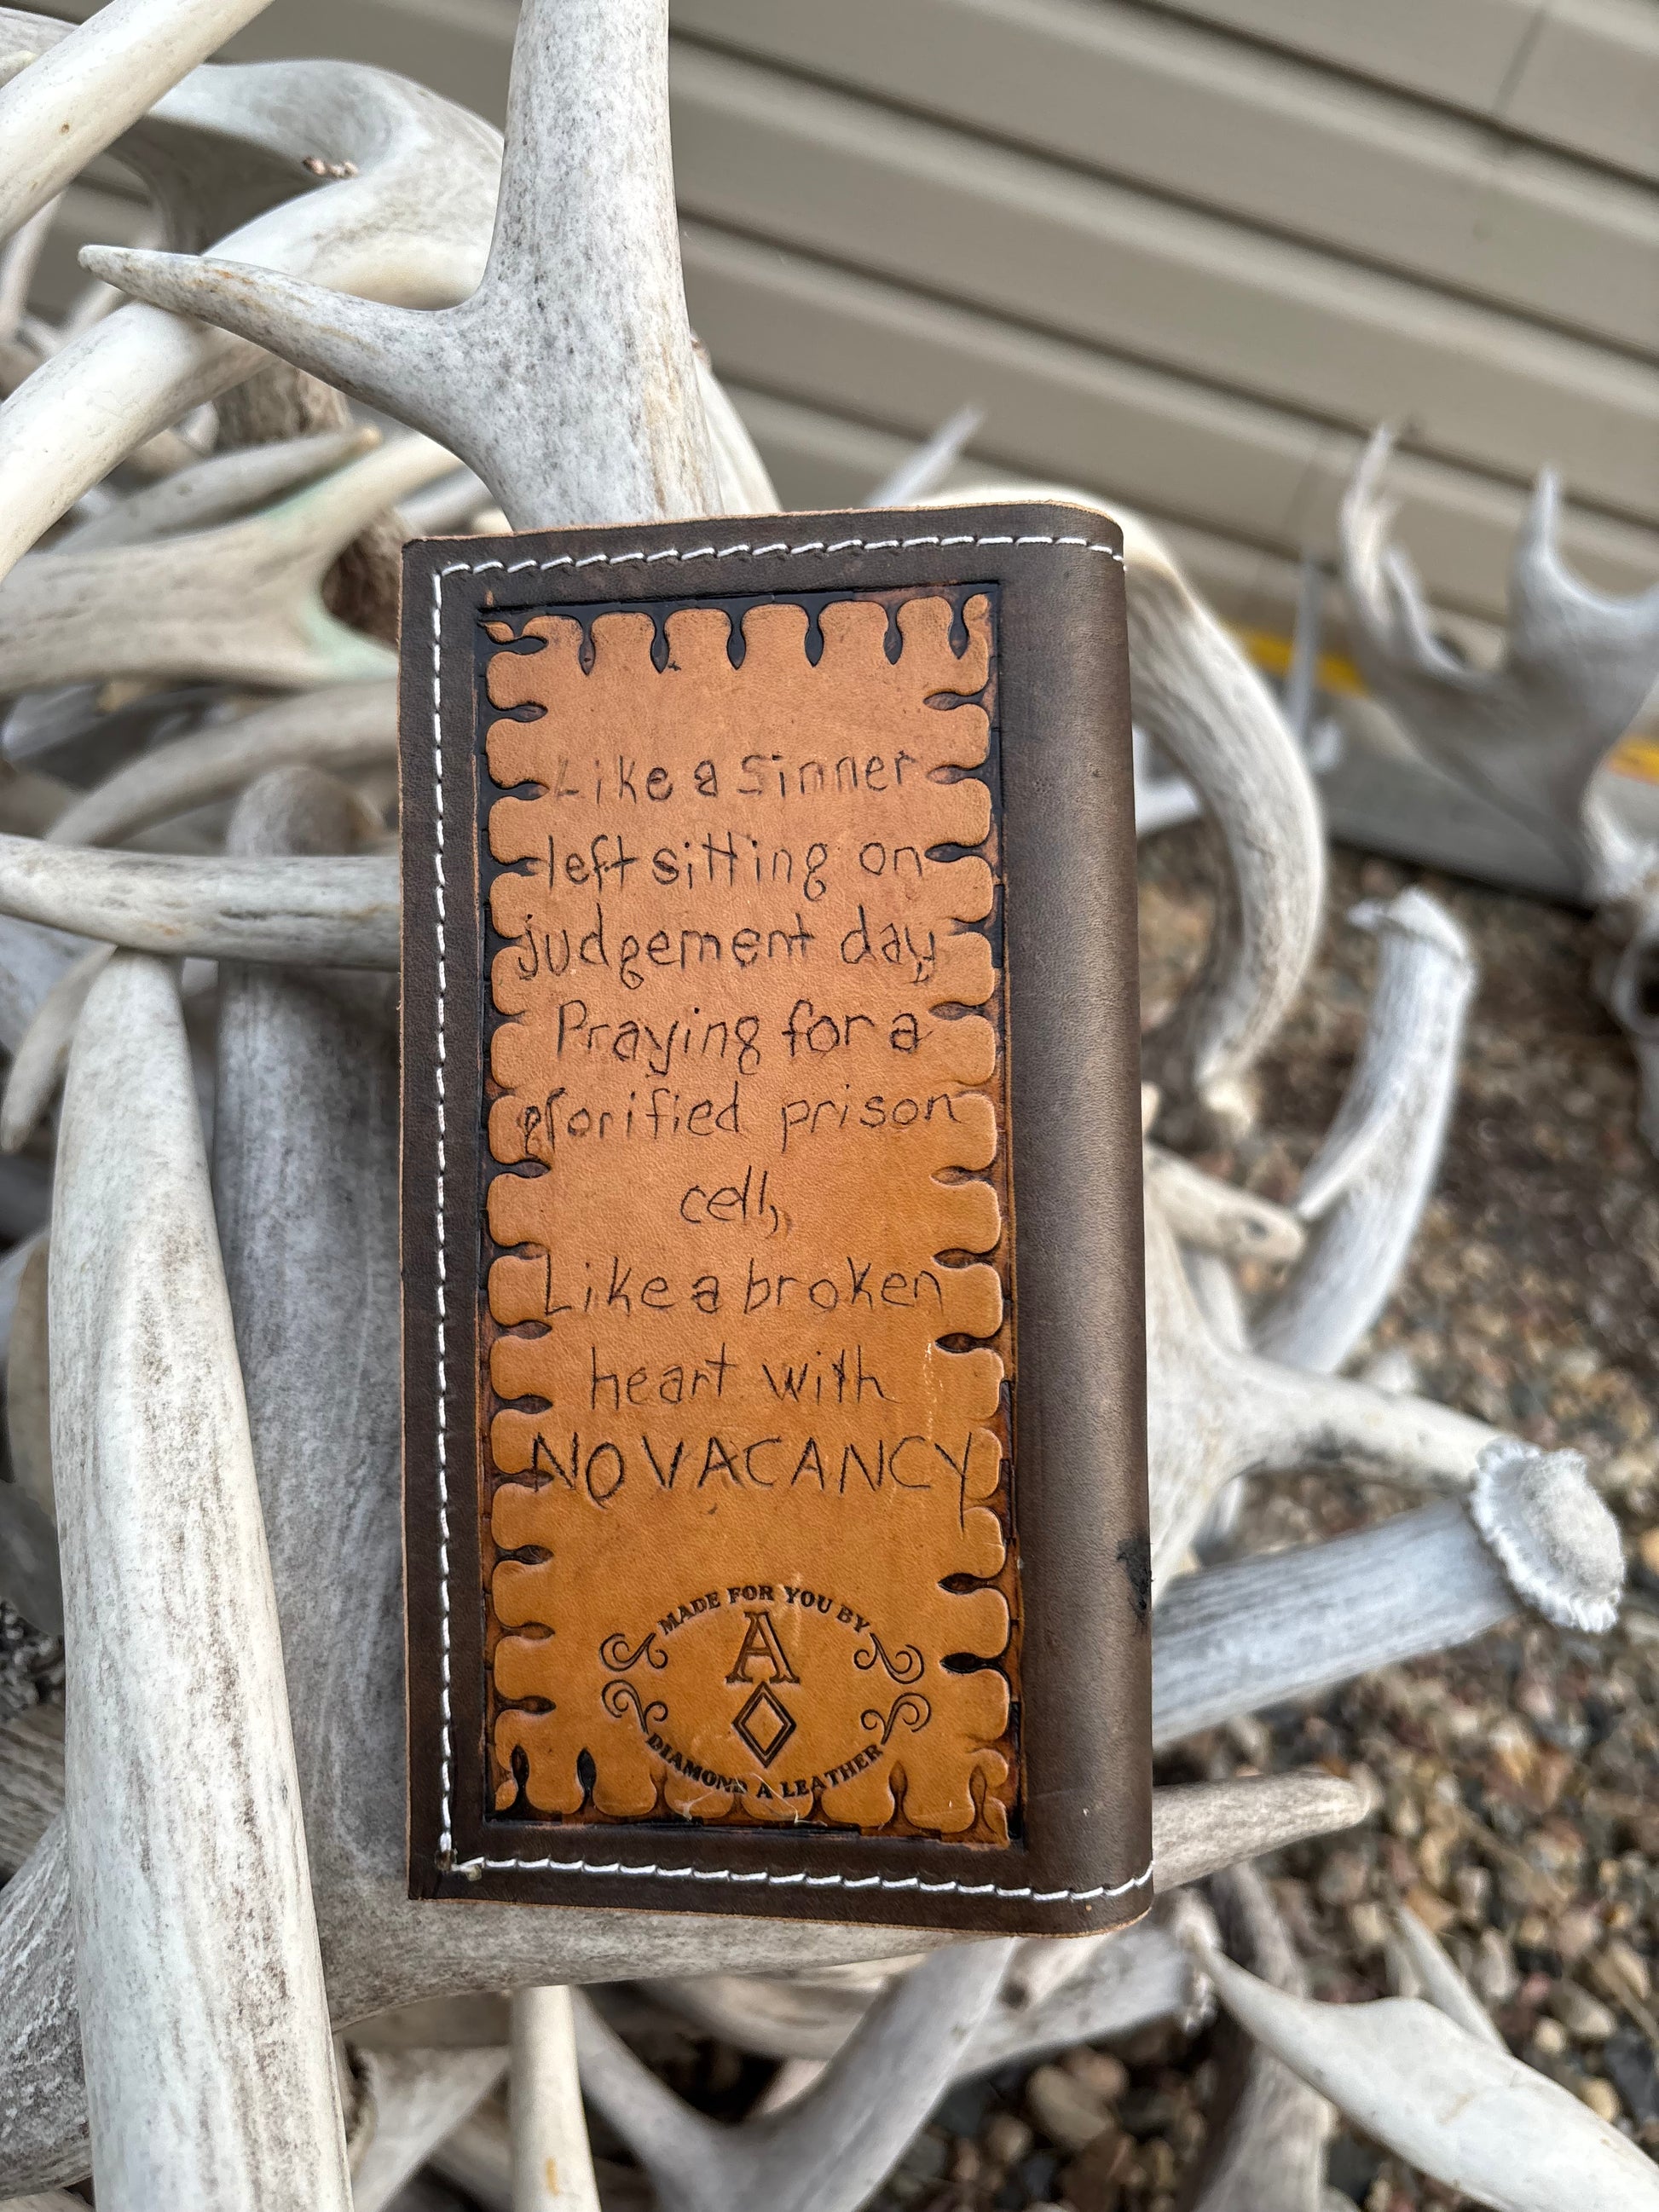 Like a sinner
left sitting on
judgement day
Praying for a
glorified prison
cell,
Like a broken
heart with
NO VACANCY
MADE FOR YOU BY
A
DIAMOND A LEATHER